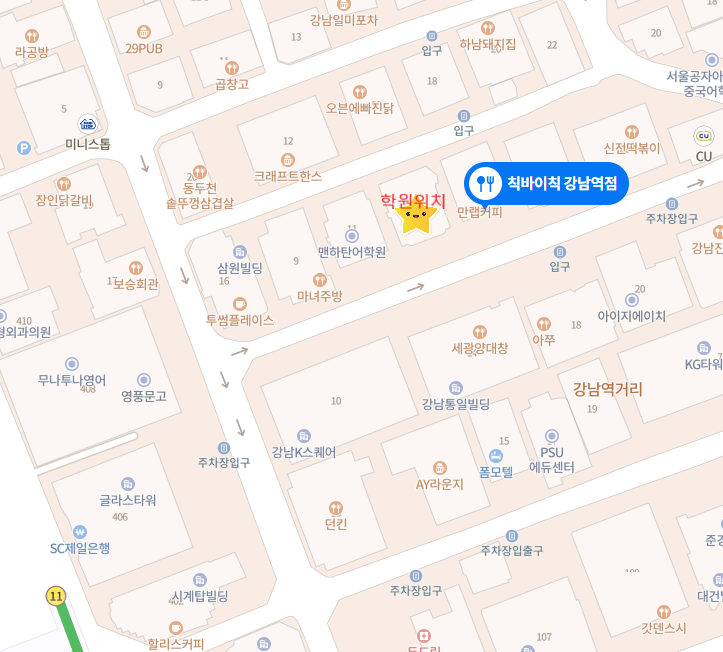 강남일미포차
라공방
29PUB
13
입구
하남돼지집
22
20
곱창고
18
서울공자아
중국어학
9
오븐에빠진닭
5
미니스톱
입구
신전떡볶이
CU
CU
12
크래프트한스
동두천
솥뚜껑삼겹살
칙바이칙 강남역점
장인닭갈비
학원위치
만랩커피
주차장입구
맨하탄어학원
강남진
삼원빌딩
16
9
입구
보승회관
마녀주방
20
아이지에이치
410
투썸플레이스
형외과의원
세광양대창
아쭈
18
KG타워
무나투나영어
408
영풍문고
강남역거리
10
강남통일빌딩
19
강남K스퀘어
15
PSU
에듀센터
주차장입구
폼모텔
AY라운지
글라스타워
406
던킨
SC제일은행
준경
주차장입출구
주차장입구
11
시계탑빌딩
402
대건빌
갓덴스시
할리스커피
107